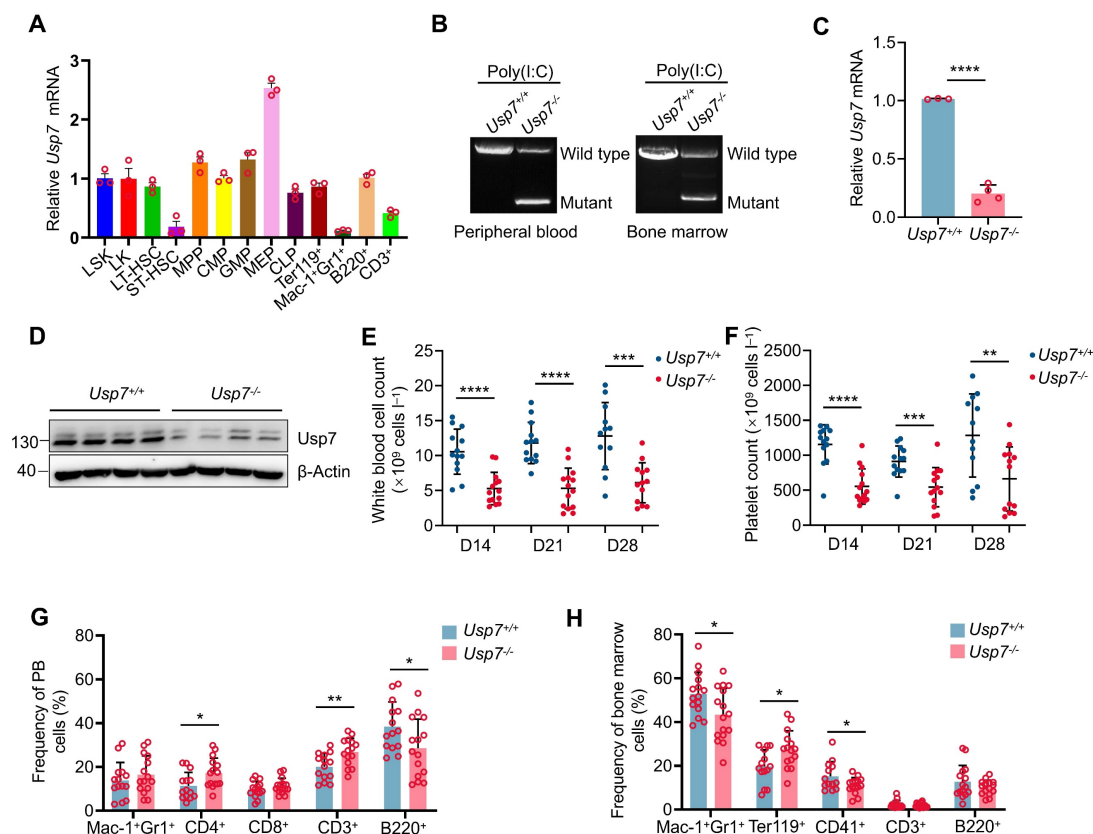 A
Relative Usp7 mRNA
3
2
1
0
LSK
LK
LT-HSC
ST-HSC
MPP
CMP
GMP
MEP
CLP
Ter119⁺
Mac-1⁺Gr1⁺
B220⁺
CD3⁺
B
Poly(I:C)
Usp7⁺/⁺
Usp7⁻/⁻
Wild type
Mutant
Peripheral blood
Poly(I:C)
Usp7⁺/⁺
Usp7⁻/⁻
Wild type
Mutant
Bone marrow
C
Relative Usp7 mRNA
1.5
1.0
0.5
0.0
****
Usp7⁺/⁺
Usp7⁻/⁻
D
Usp7⁺/⁺
Usp7⁻/⁻
130
Usp7
40
β-Actin
E
White blood cell count
(×10⁹ cells l⁻¹)
25
20
15
10
5
0
****
****
***
Usp7⁺/⁺
Usp7⁻/⁻
D14
D21
D28
F
Platelet count (×10⁹ cells l⁻¹)
2500
2000
1500
1000
500
0
****
***
**
Usp7⁺/⁺
Usp7⁻/⁻
D14
D21
D28
G
Frequency of PB
cells (%)
80
60
40
20
0
*
**
*
Usp7⁺/⁺
Usp7⁻/⁻
Mac-1⁺Gr1⁺
CD4⁺
CD8⁺
CD3⁺
B220⁺
H
Frequency of bone marrow
cells (%)
80
60
40
20
0
*
*
*
Usp7⁺/⁺
Usp7⁻/⁻
Mac-1⁺Gr1⁺
Ter119⁺
CD41⁺
CD3⁺
B220⁺